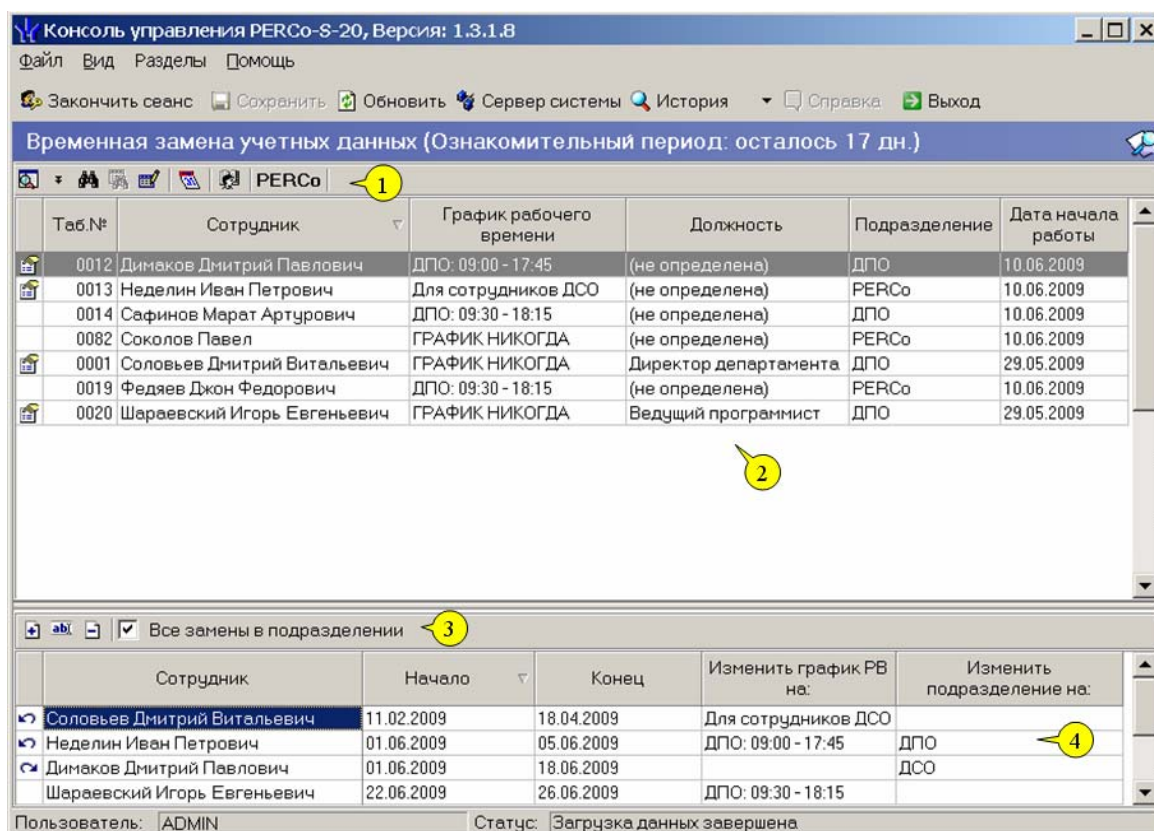 Консоль управления PERCo-S-20, Версия: 1.3.1.8
Файл Вид Разделы Помощь
Закончить сеанс Сохранить Обновить Сервер системы История Справка Выход
Временная замена учетных данных (Ознакомительный период: осталось 17 дн.)
PERCo 1
Таб.№ Сотрудник График рабочего времени Должность Подразделение Дата начала работы
0012 Димаков Дмитрий Павлович ДПО: 09:00 - 17:45 (не определена) ДПО 10.06.2009
0013 Неделин Иван Петрович Для сотрудников ДСО (не определена) PERCo 10.06.2009
0014 Сафинов Марат Артурович ДПО: 09:30 - 18:15 (не определена) ДПО 10.06.2009
0082 Соколов Павел ГРАФИК НИКОГДА (не определена) PERCo 10.06.2009
0001 Соловьев Дмитрий Витальевич ГРАФИК НИКОГДА Директор департамента ДПО 29.05.2009
0019 Федяев Джон Федорович ДПО: 09:30 - 18:15 (не определена) PERCo 10.06.2009
0020 Шараевский Игорь Евгеньевич ГРАФИК НИКОГДА Ведущий программист ДПО 29.05.2009
2
abl Все замены в подразделении 3
Сотрудник Начало Конец Изменить график РВ на: Изменить подразделение на:
Соловьев Дмитрий Витальевич 11.02.2009 18.04.2009 Для сотрудников ДСО
Неделин Иван Петрович 01.06.2009 05.06.2009 ДПО: 09:00 - 17:45 ДПО 4
Димаков Дмитрий Павлович 01.06.2009 18.06.2009 ДСО
Шараевский Игорь Евгеньевич 22.06.2009 26.06.2009 ДПО: 09:30 - 18:15
Пользователь: ADMIN Статус: Загрузка данных завершена